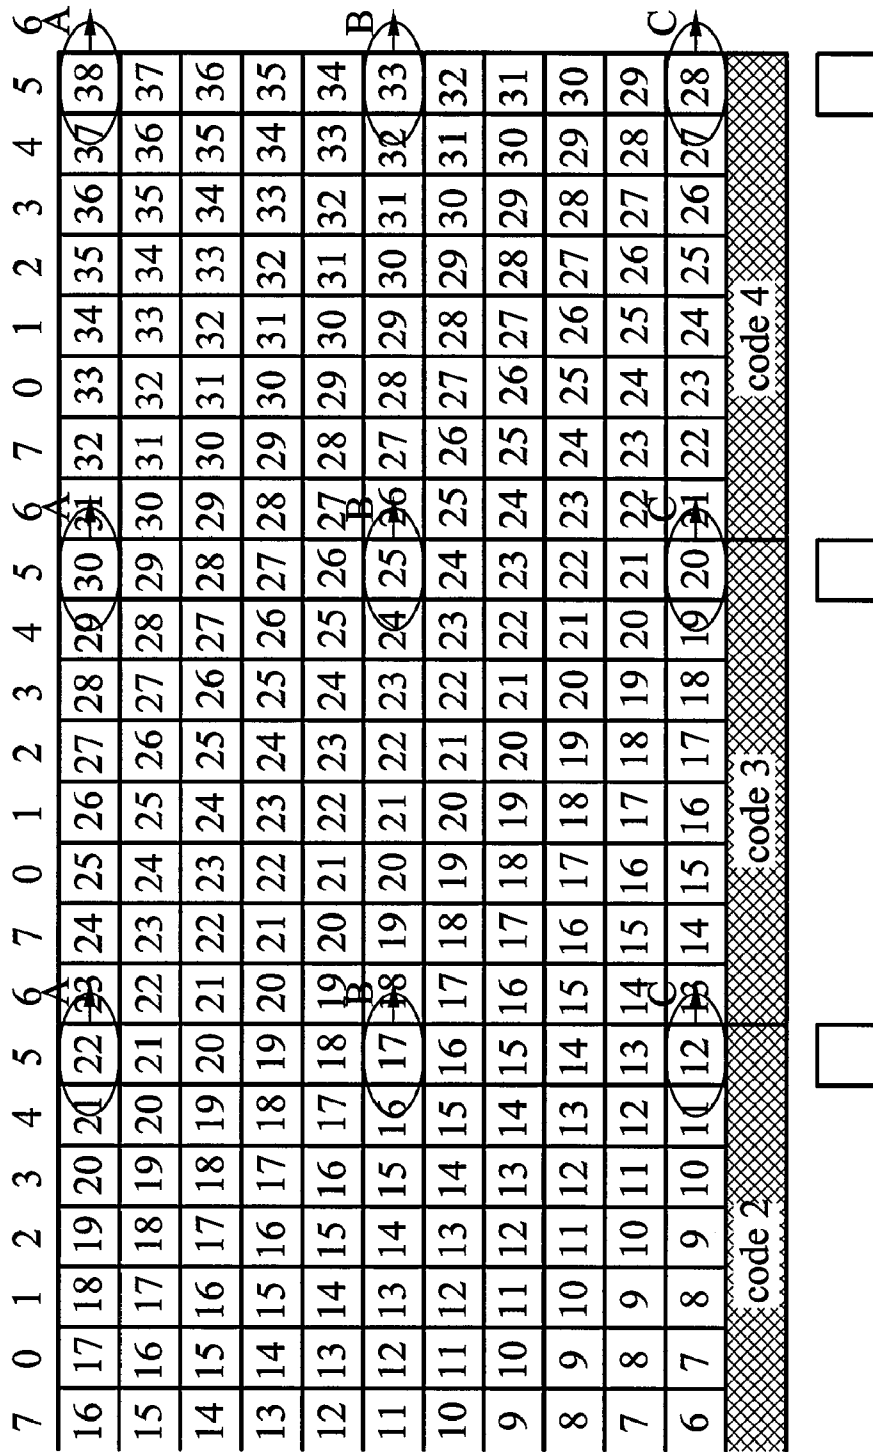 7 0 1 2 3 4 5 6 7 0 1 2 3 4 5 6 7 0 1 2 3 4 5 6
A A A
16 17 18 19 20 21 22 23 24 25 26 27 28 29 30 31 32 33 34 35 36 37 38
15 16 17 18 19 20 21 22 23 24 25 26 27 28 29 30 31 32 33 34 35 36 37
14 15 16 17 18 19 20 21 22 23 24 25 26 27 28 29 30 31 32 33 34 35 36
13 14 15 16 17 18 19 20 21 22 23 24 25 26 27 28 29 30 31 32 33 34 35
12 13 14 15 16 17 18 19 20 21 22 23 24 25 26 27 28 29 30 31 32 33 34
B B B
11 12 13 14 15 16 17 18 19 20 21 22 23 24 25 26 27 28 29 30 31 32 33
10 11 12 13 14 15 16 17 18 19 20 21 22 23 24 25 26 27 28 29 30 31 32
9 10 11 12 13 14 15 16 17 18 19 20 21 22 23 24 25 26 27 28 29 30 31
8 9 10 11 12 13 14 15 16 17 18 19 20 21 22 23 24 25 26 27 28 29 30
7 8 9 10 11 12 13 14 15 16 17 18 19 20 21 22 23 24 25 26 27 28 29
C C C
6 7 8 9 10 11 12 13 14 15 16 17 18 19 20 21 22 23 24 25 26 27 28
code 2 code 3 code 4